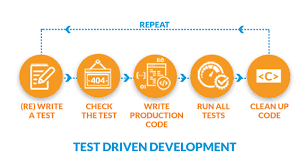 REPEAT
404
<C>
(RE) WRITE
A TEST
CHECK
THE TEST
WRITE
PRODUCTION
CODE
RUN ALL
TESTS
CLEAN UP
CODE
TEST DRIVEN DEVELOPMENT